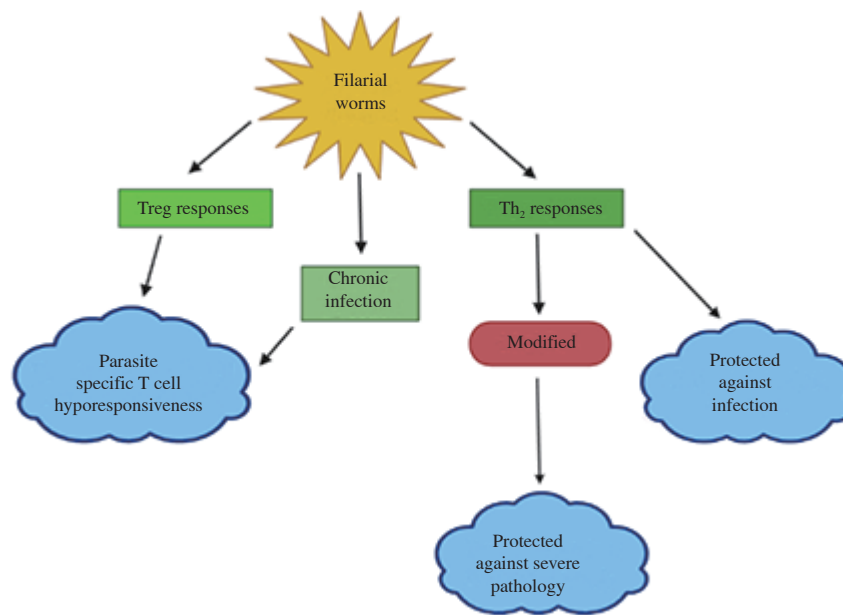 Filarial
worms
Treg responses
Th₂ responses
Chronic
infection
Modified
Parasite
specific T cell
hyporesponsiveness
Protected
against
infection
Protected
against severe
pathology